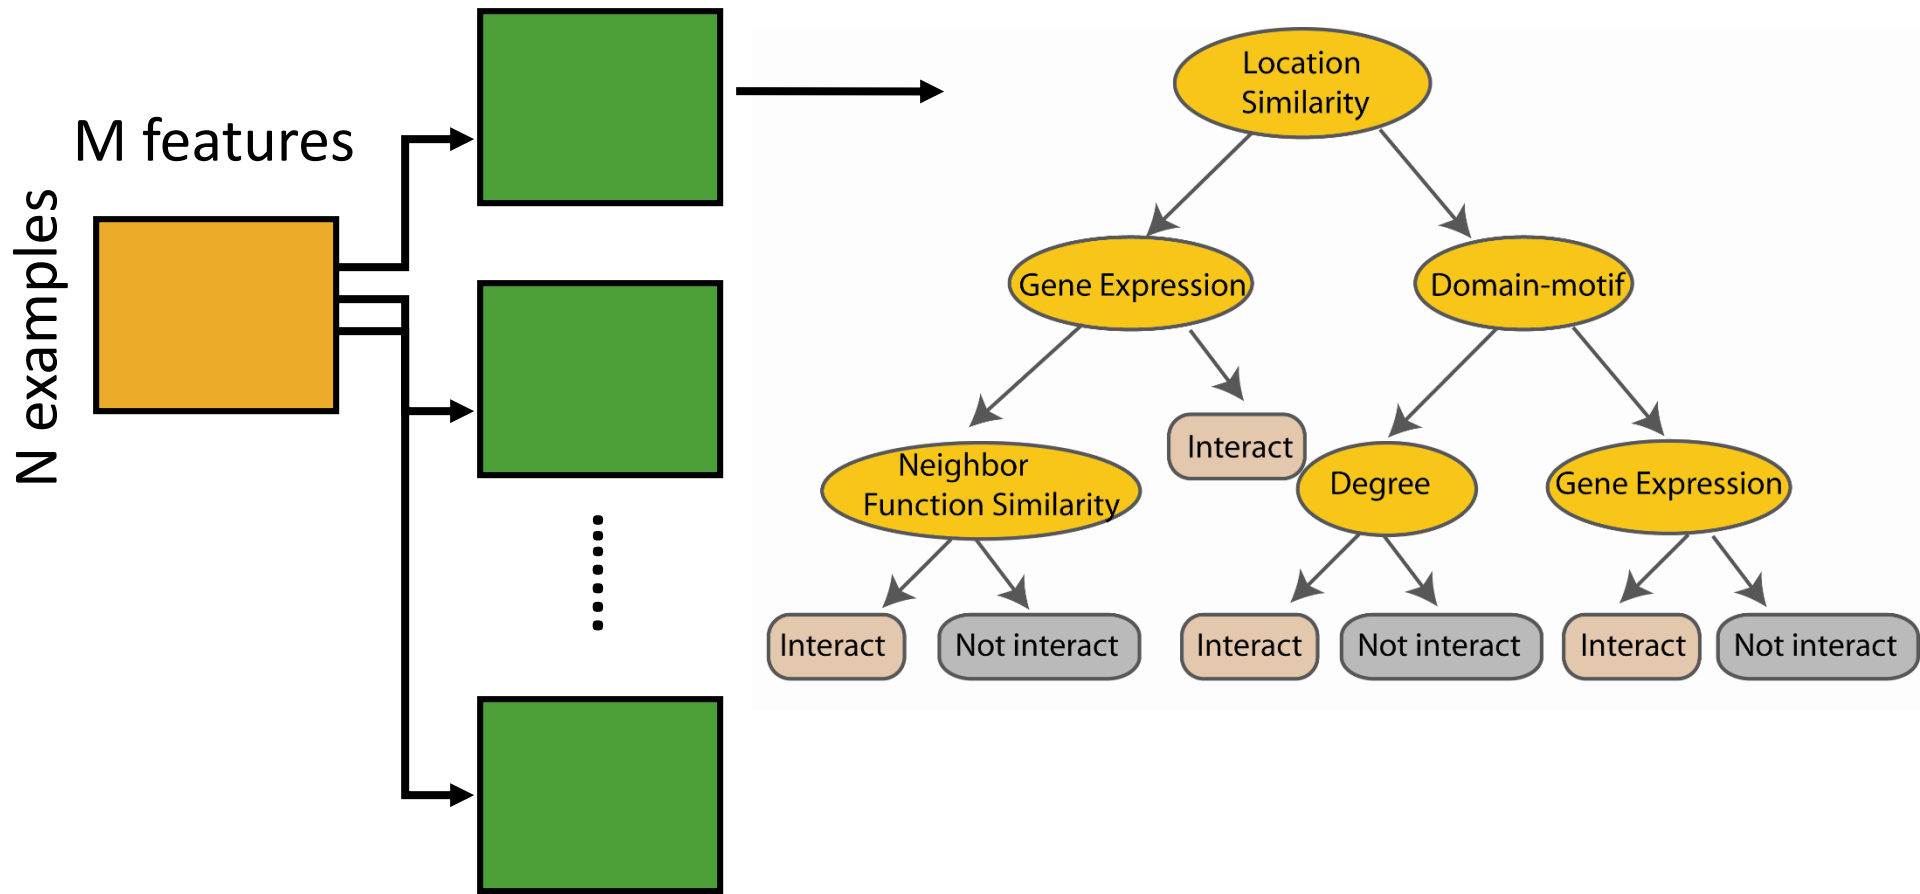 M features
N examples
Location
Similarity
Gene Expression
Domain-motif
Interact
Neighbor
Function Similarity
Degree
Gene Expression
Interact
Not interact
Interact
Not interact
Interact
Not interact